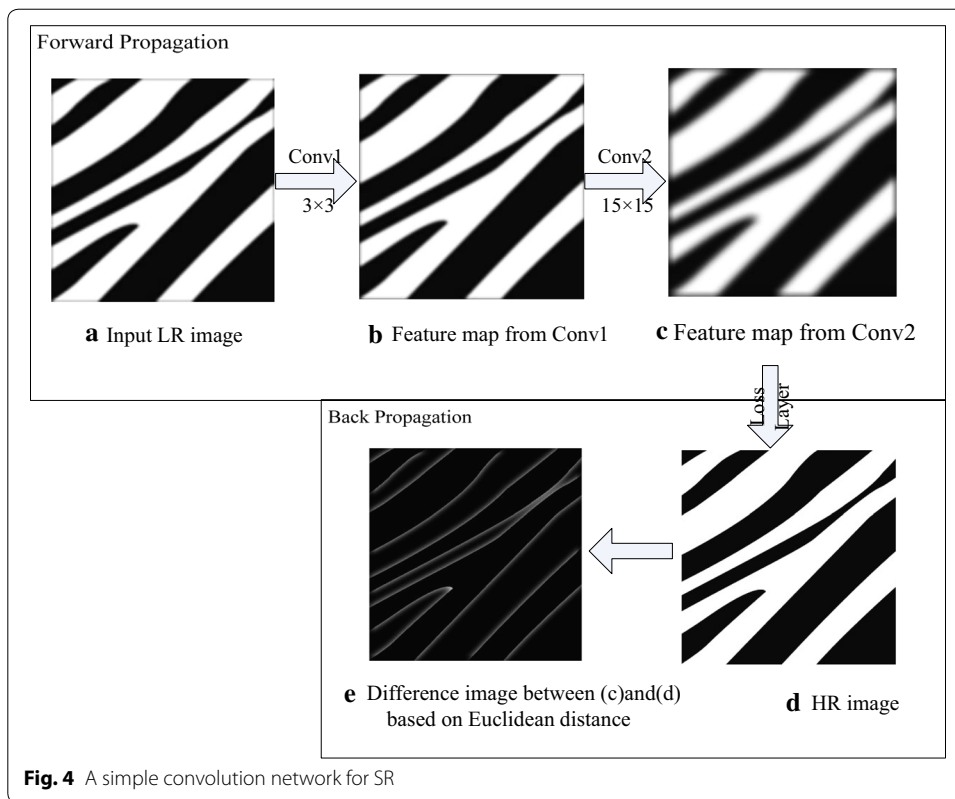 Forward Propagation
Conv1
3×3
Conv2
15×15
a Input LR image
b Feature map from Conv1
c Feature map from Conv2
Loss
Layer
Back Propagation
e Difference image between (c)and(d)
based on Euclidean distance
d HR image
Fig. 4 A simple convolution network for SR